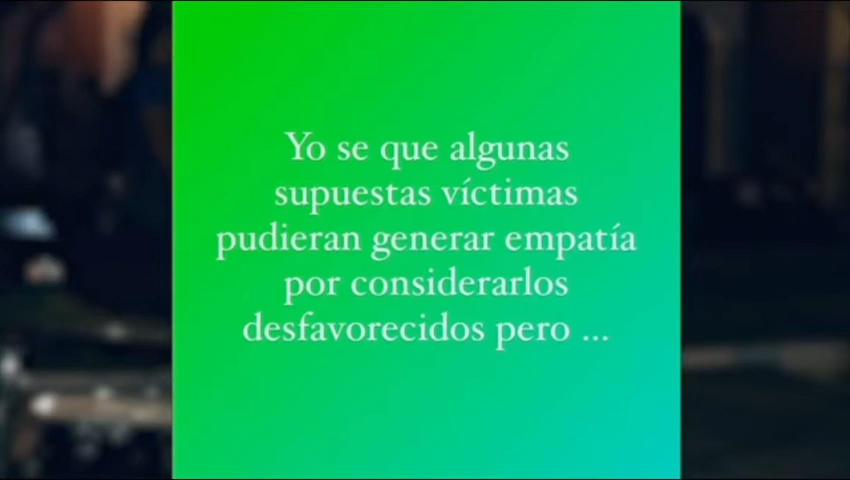 Yo se que algunas
supuestas víctimas
pudieran generar empatía
por considerarlos
desfavorecidos pero ...